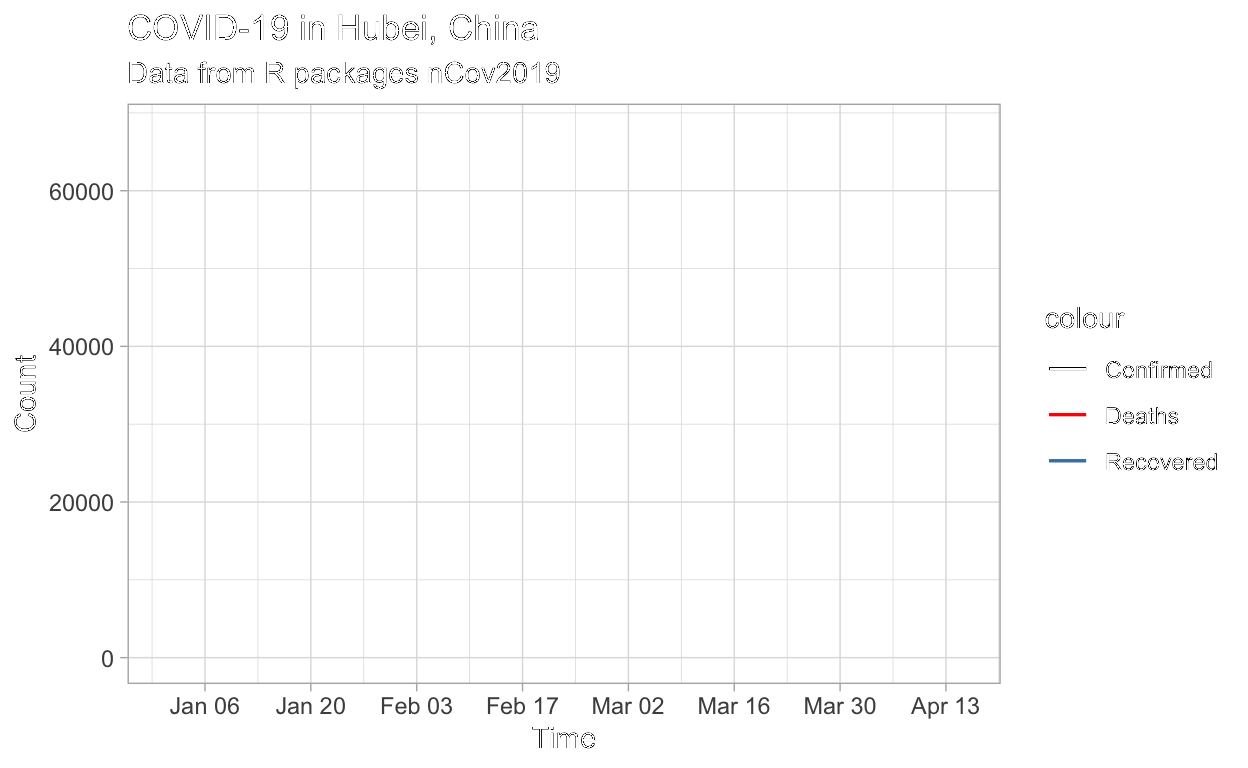 COVID-19 in Hubei, China
Data from R packages nCov2019
60000
40000
20000
0
Count
Jan 06 Jan 20 Feb 03 Feb 17 Mar 02 Mar 16 Mar 30 Apr 13
Time
colour
Confirmed
Deaths
Recovered